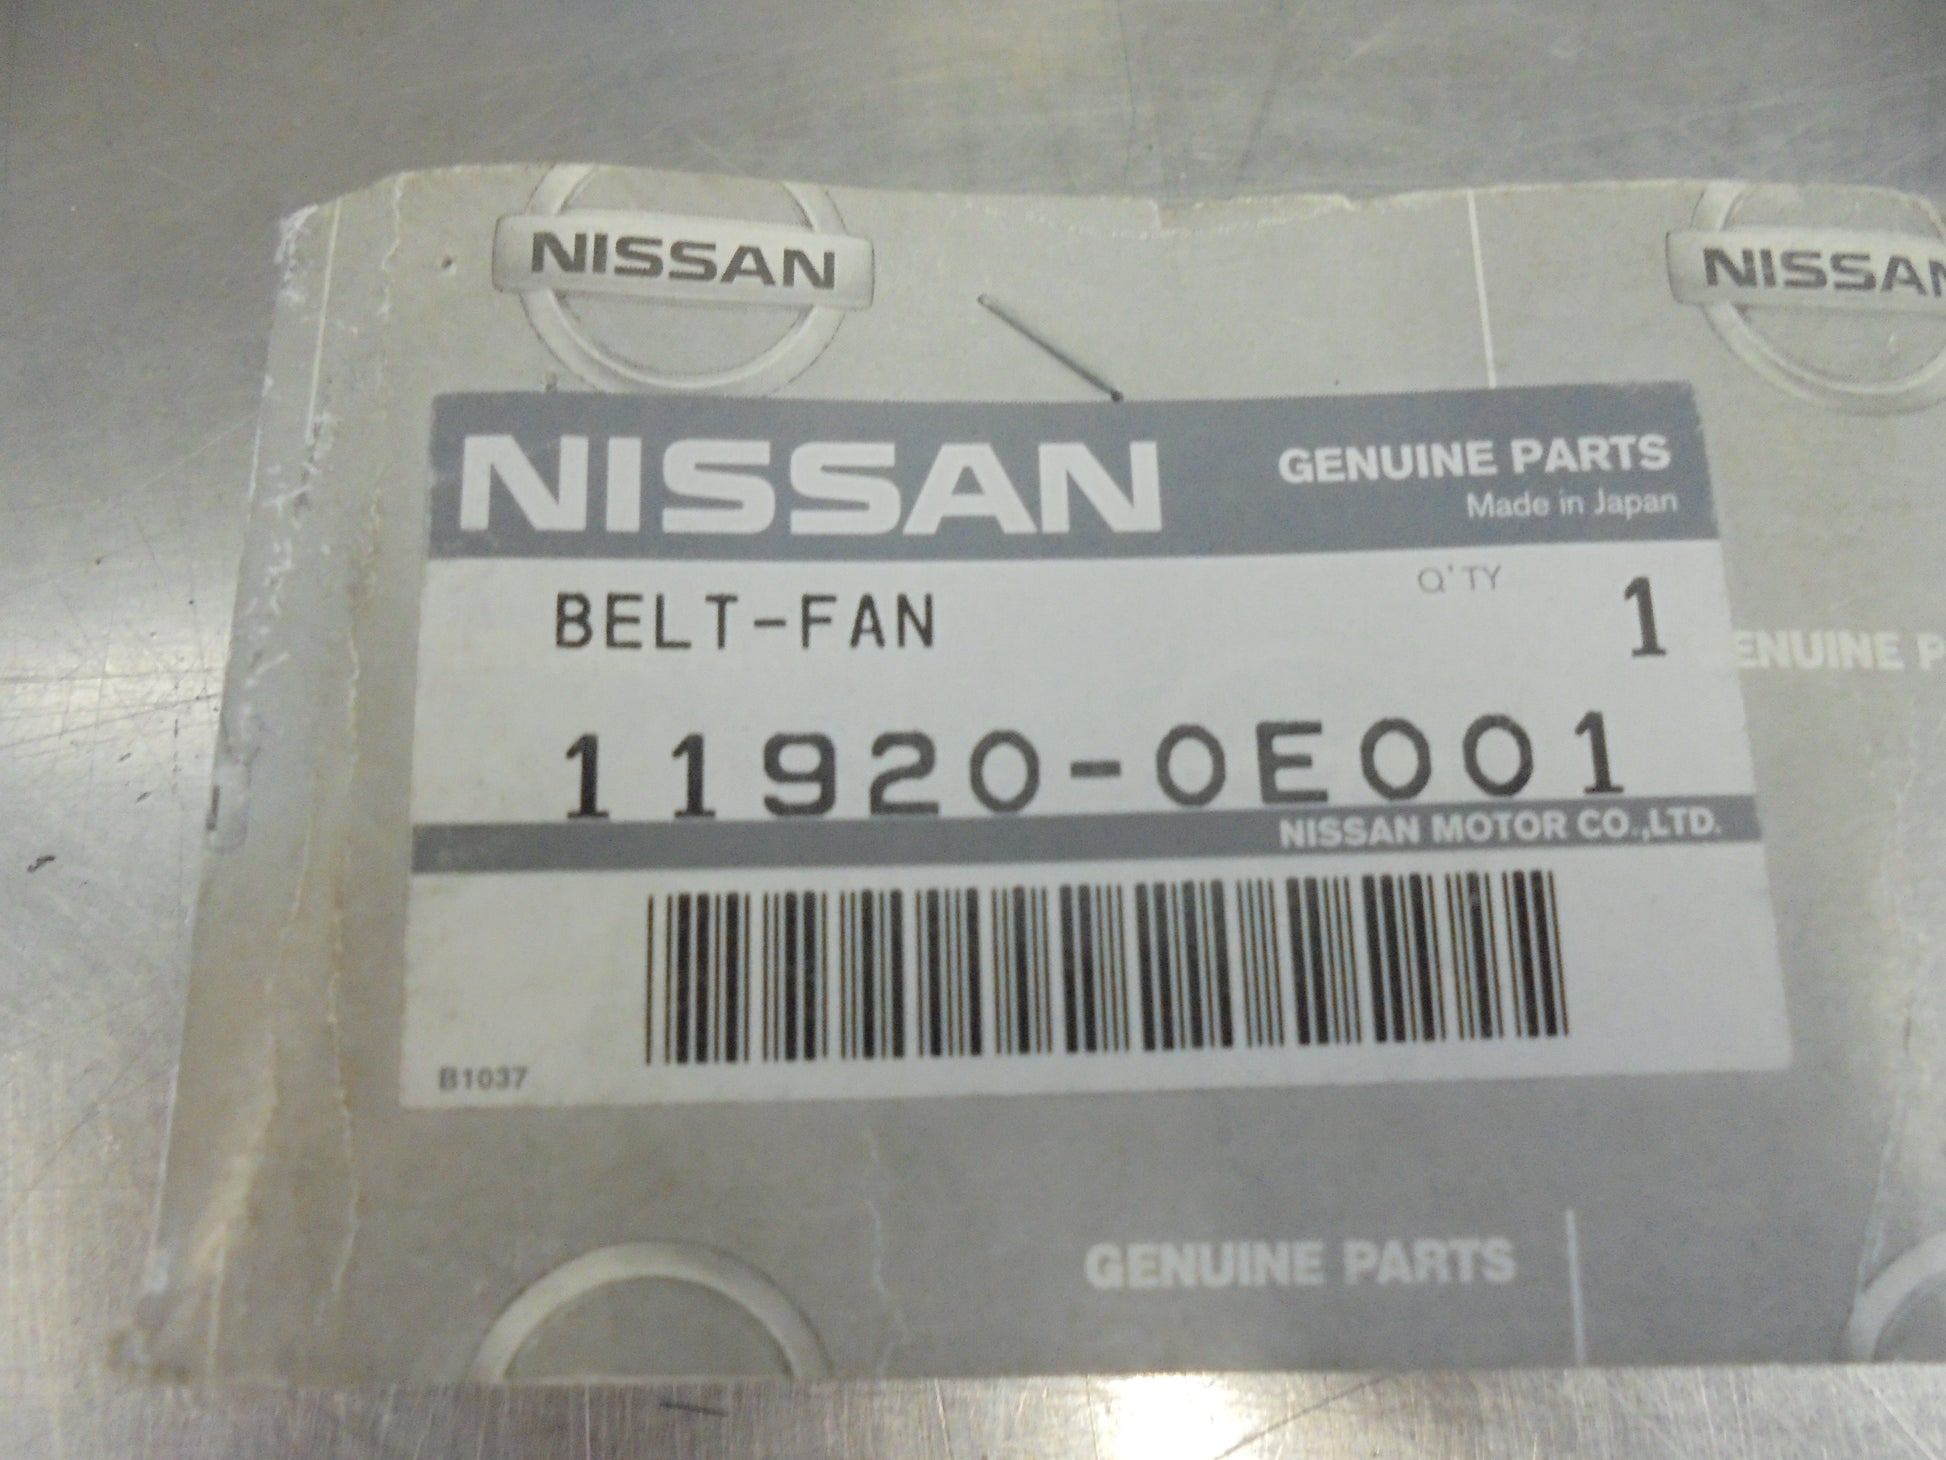 NISSAN
NISSAN
NISSAN
GENUINE PARTS
Made in Japan
BELT-FAN
Q'TY
1
ENUINE P
11920-0E001
NISSAN MOTOR CO.,LTD.
B1037
GENUINE PARTS